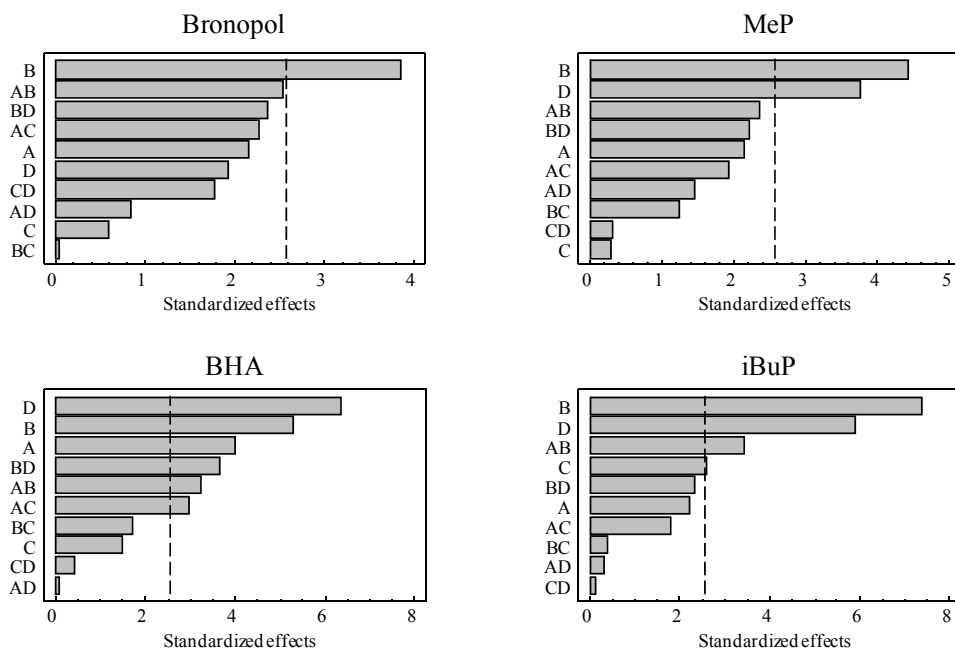 Bronopol
B
AB
BD
AC
A
D
CD
AD
C
BC
0 1 2 3 4
Standardized effects
MeP
B
D
AB
BD
A
AC
AD
BC
CD
C
0 1 2 3 4 5
Standardized effects
BHA
D
B
A
BD
AB
AC
BC
C
CD
AD
0 2 4 6 8
Standardized effects
iBuP
B
D
AB
C
BD
A
AC
BC
AD
CD
0 2 4 6 8
Standardized effects